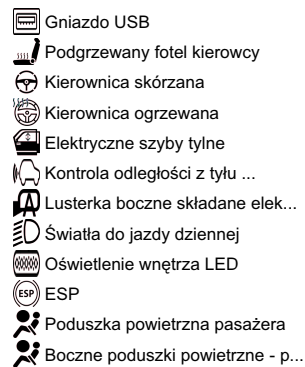 Gniazdo USB
Podgrzewany fotel kierowcy
Kierownica skórzana
Kierownica ogrzewana
Elektryczne szyby tylne
Kontrola odległości z tyłu ...
A Lusterka boczne składane elek...
Światła do jazdy dziennej
Oświetlenie wnętrza LED
ESP ESP
Poduszka powietrzna pasażera
Boczne poduszki powietrzne - p...